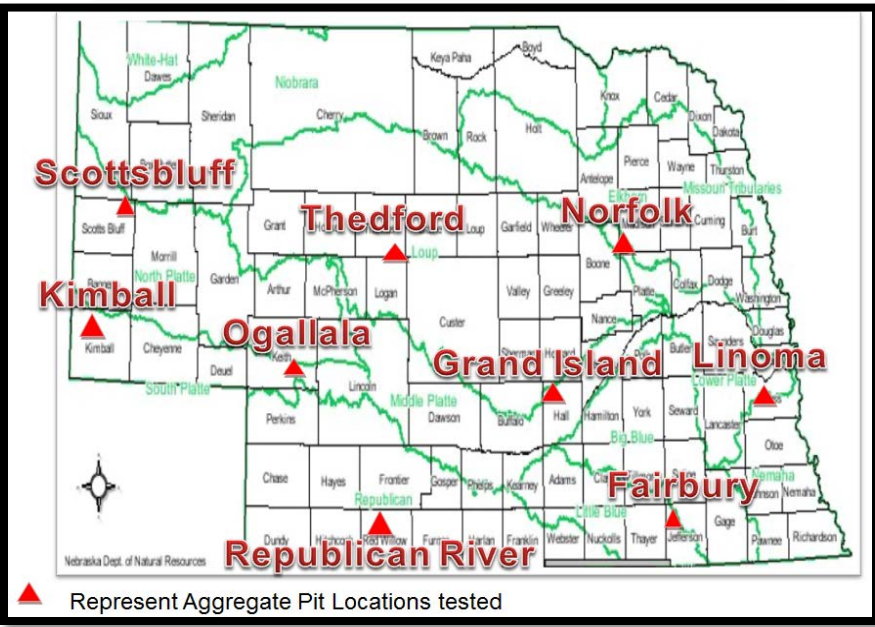 Boyd
Keya Paha
White-Hat
Dawes
Niobrara
Knox
Cedar
Sioux
Sheridan
Cherry
Dixon
Brown
Rock
Holt
Dakota
Pierce
Wayne
Thurston
Antelope
Scottsbluff
Missouri Tributaries
Elkhorn
Thedford
Norfolk
Scotts Bluff
Grant
Loup
Garfield
Wheeler
Cuming
Burt
Morrill
Loup
Boone
North Platte
Garden
Arthur
McPherson
Logan
Valley
Greeley
Platte
Colfax
Dodge
Kimball
Washington
Custer
Nance
Ogallala
Douglas
Kimball
Cheyenne
Butler
Saunders
Linoma
Grand Island
Keith
Deuel
Lower Platte
South Platte
Lincoln
Middle Platte
Perkins
Dawson
Buffalo
Hall
Hamilton
York
Seward
Lancaster
Big Blue
Otoe
Chase
Hayes
Frontier
Gosper
Phelps
Kearney
Adams
Nemaha
Fairbury
Nemaha
Republican
Little Blue
Gage
Dundy
Red Willow
Harlan
Franklin
Webster
Nuckolls
Thayer
Jefferson
Pawnee
Richardson
Republican River
Nebraska Dept. of Natural Resources
Represent Aggregate Pit Locations tested